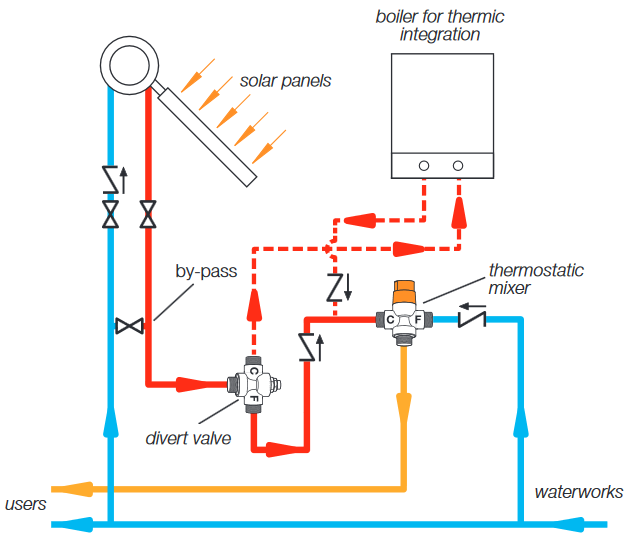 boiler for thermic
integration
solar panels
by-pass
thermostatic
mixer
C F
C
F
divert valve
waterworks
users